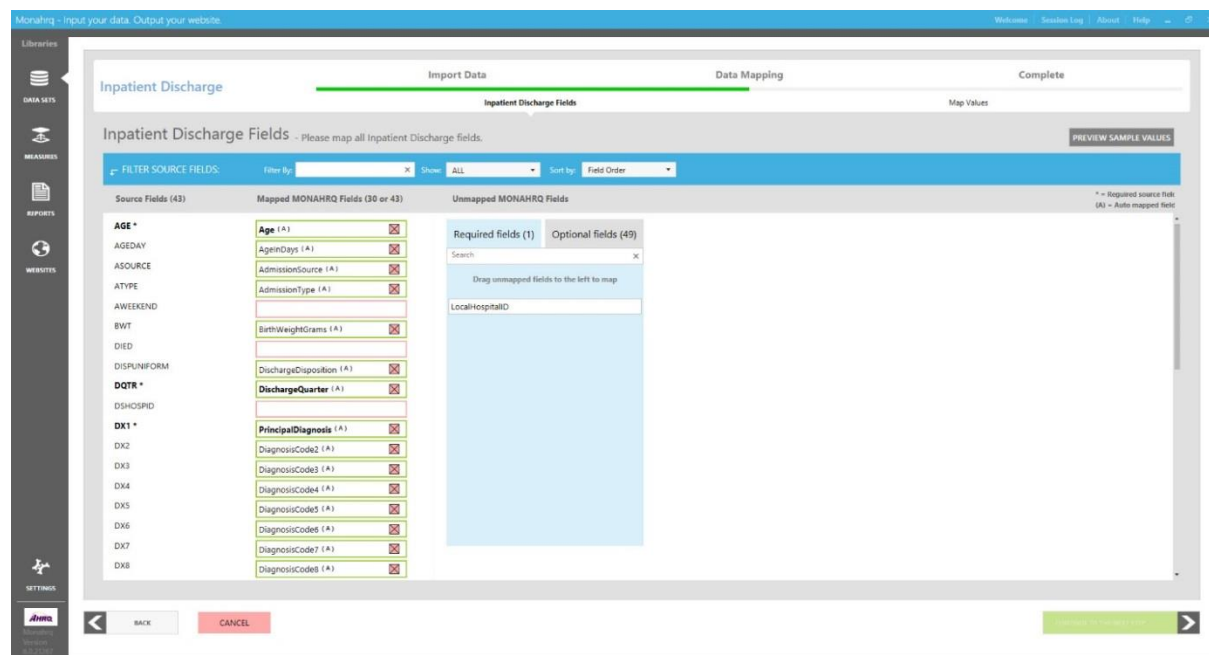 Monahrq - Input your data. Output your website.
Welcome Session Log About Help
Libraries
DATA SETS
MEASURES
REPORTS
WEBSITES
SETTINGS
AHRQ
Monahrq
Version
Inpatient Discharge
Import Data
Data Mapping
Complete
Inpatient Discharge Fields
Map Values
Inpatient Discharge Fields - Please map all Inpatient Discharge fields.
PREVIEW SAMPLE VALUES
FILTER SOURCE FIELDS: Filter By: Show: ALL Sort by: Field Order
Source Fields (43) Mapped MONAHRQ Fields (30 or 43) Unmapped MONAHRQ Fields
* = Required source fiel
(A) = Auto mapped field
AGE * Age (A)
AGEDAY AgeinDays (A)
ASOURCE AdmissionSource (A)
ATYPE AdmissionType (A)
AWEEKEND
BWT BirthWeightGrams (A)
DIED
DISPUNIFORM DischargeDisposition (A)
DQTR * DischargeQuarter (A)
DSHOSPID
DX1 * PrincipalDiagnosis (A)
DX2 DiagnosisCode2 (A)
DX3 DiagnosisCode3 (A)
DX4 DiagnosisCode4 (A)
DX5 DiagnosisCode5 (A)
DX6 DiagnosisCode6 (A)
DX7 DiagnosisCode7 (A)
DX8 DiagnosisCode8 (A)
Required fields (1) Optional fields (49)
Search
Drag unmapped fields to the left to map
LocalHospitalID
BACK
CANCEL